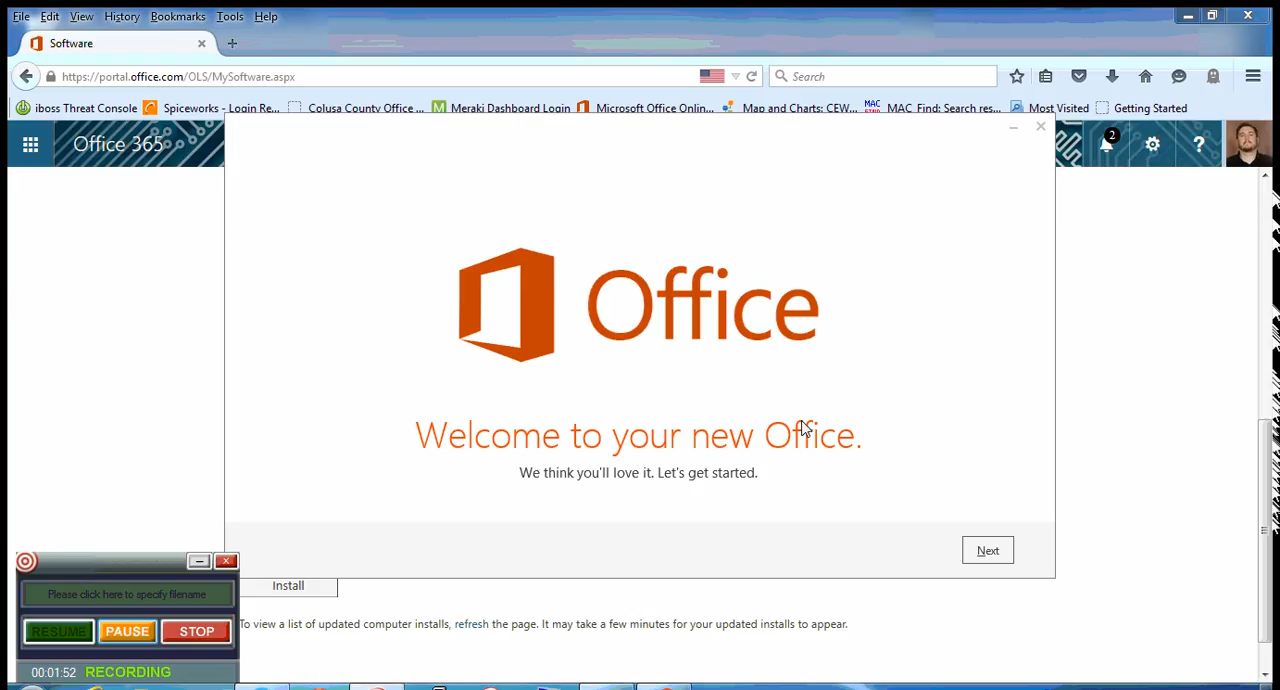 File Edit View History Bookmarks Tools Help
Software
https://portal.office.com/OLS/MySoftware.aspx
Search
iboss Threat Console Spiceworks - Login Re... Colusa County Office ... M Meraki Dashboard Login Microsoft Office Onlin... Map and Charts: CEW... MAC MAC Find: Search res... Most Visited Getting Started
Office 365
2
?
Office
Welcome to your new Office.
We think you'll love it. Let's get started.
Next
Install
To view a list of updated computer installs, refresh the page. It may take a few minutes for your updated installs to appear.
Please click here to specify filename
RESUME PAUSE STOP
00:01:52 RECORDING